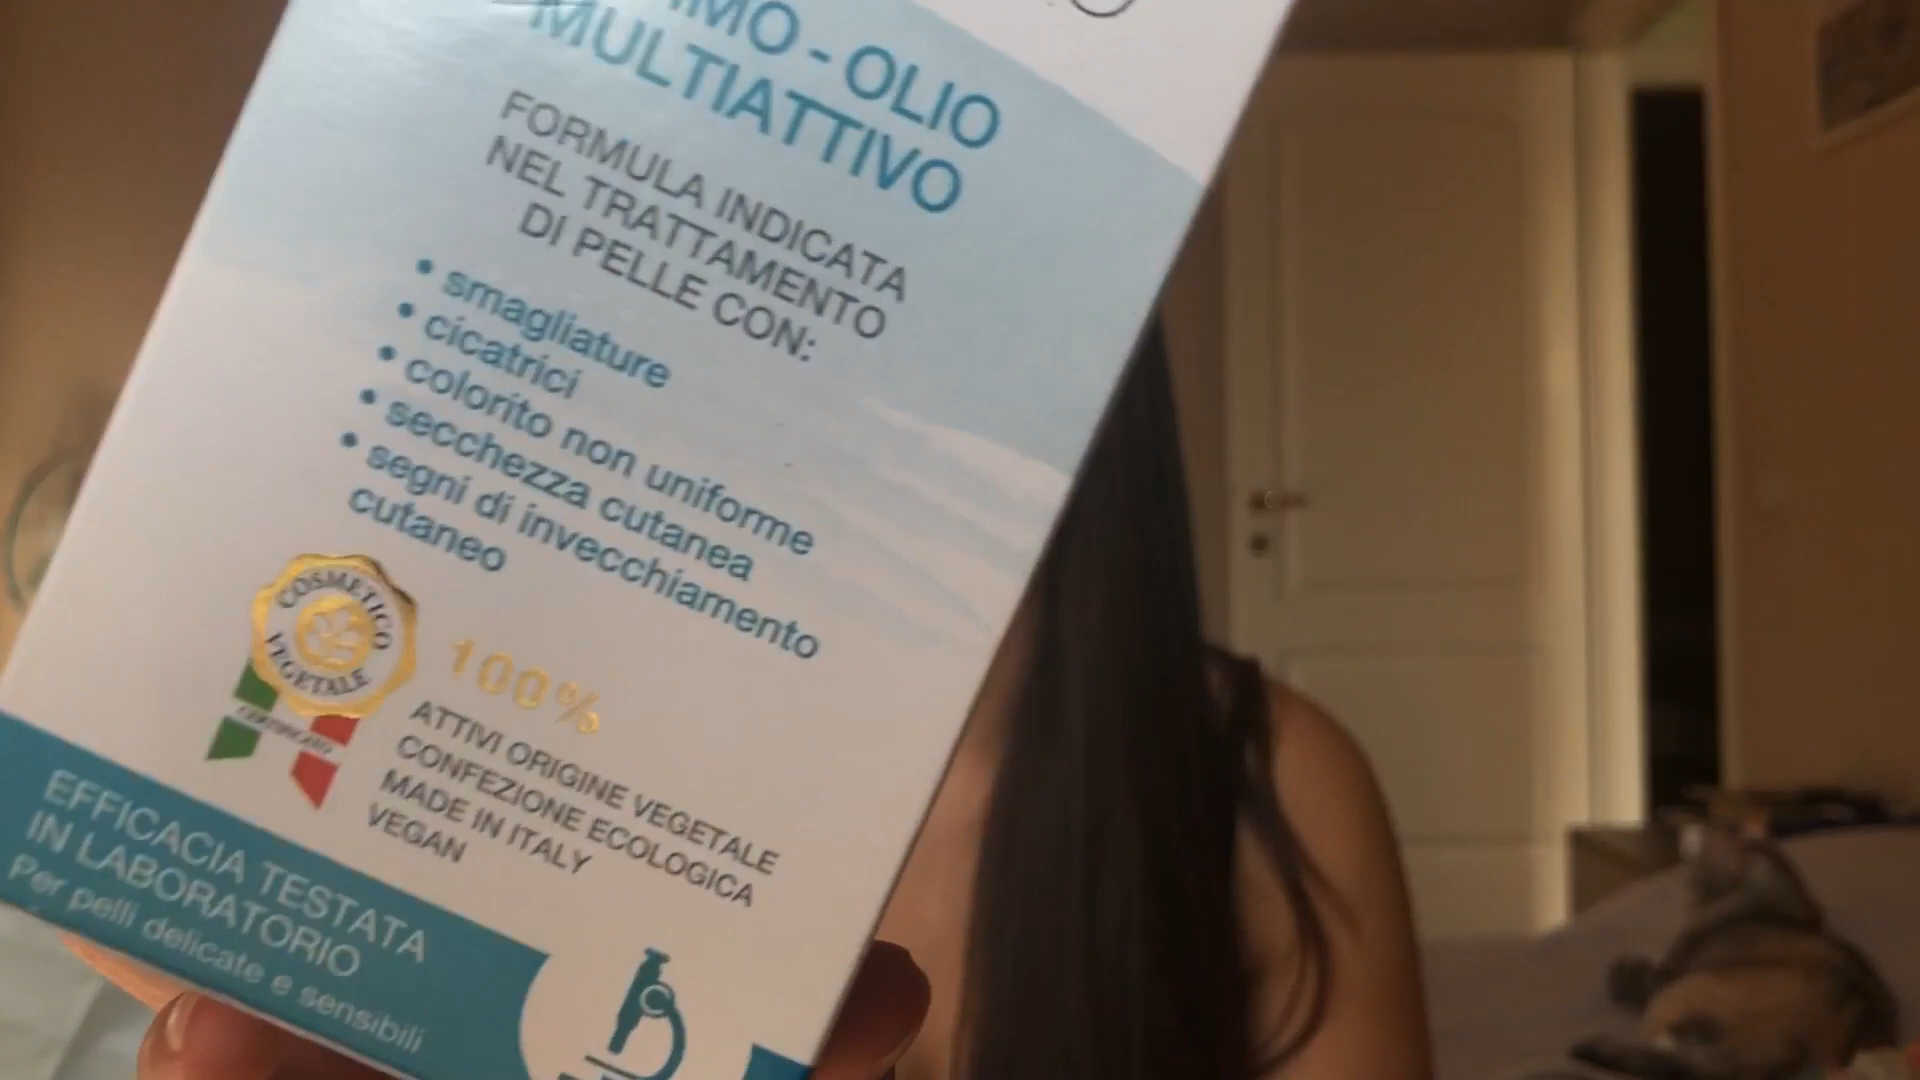 - OLIO
MULTIATTIVO
FORMULA INDICATA
NEL TRATTAMENTO
DI PELLE CON:
• smagliature
• cicatrici
• colorito non uniforme
• secchezza cutanea
• segni di invecchiamento
cutaneo
COSMETICO
VEGETALE
CERTIFICATO
100%
ATTIVI ORIGINE VEGETALE
CONFEZIONE ECOLOGICA
MADE IN ITALY
VEGAN
EFFICACIA TESTATA
IN LABORATORIO
Per pelli delicate e sensibili